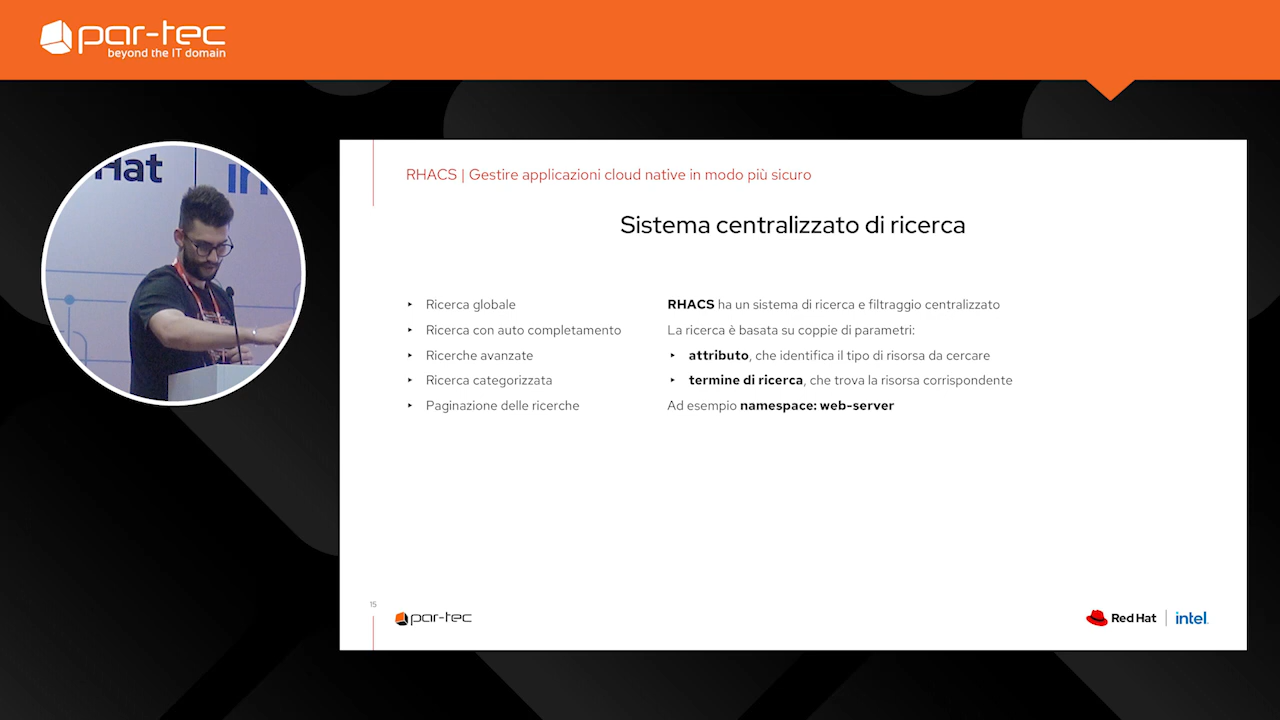 par-tec
beyond the IT domain
Hat
in
RHACS | Gestire applicazioni cloud native in modo più sicuro
Sistema centralizzato di ricerca
‣ Ricerca globale
‣ Ricerca con auto completamento
‣ Ricerche avanzate
‣ Ricerca categorizzata
‣ Paginazione delle ricerche
RHACS ha un sistema di ricerca e filtraggio centralizzato
La ricerca è basata su coppie di parametri:
‣ attributo, che identifica il tipo di risorsa da cercare
‣ termine di ricerca, che trova la risorsa corrispondente
Ad esempio namespace: web-server
15
par-tec
Red Hat | intel.